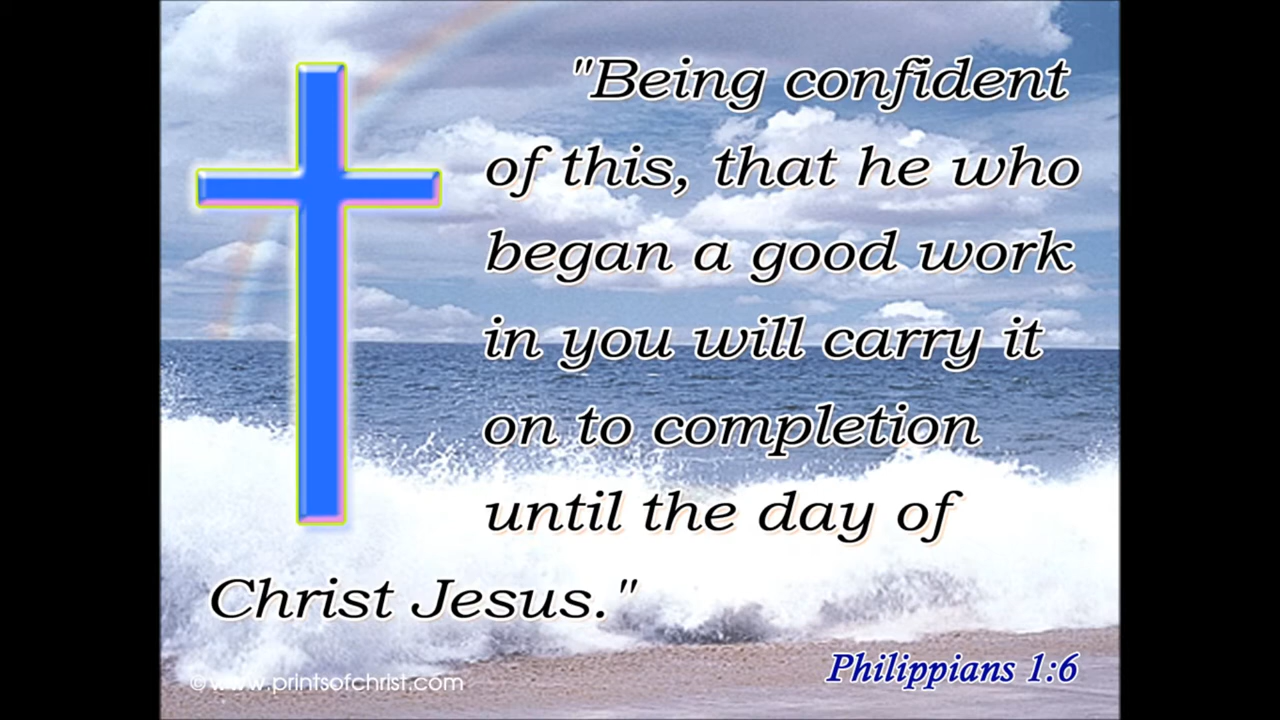 "Being confident
of this, that he who
began a good work
in you will carry it
on to completion
until the day of
Christ Jesus."
Philippians 1:6
© www.printsofchrist.com